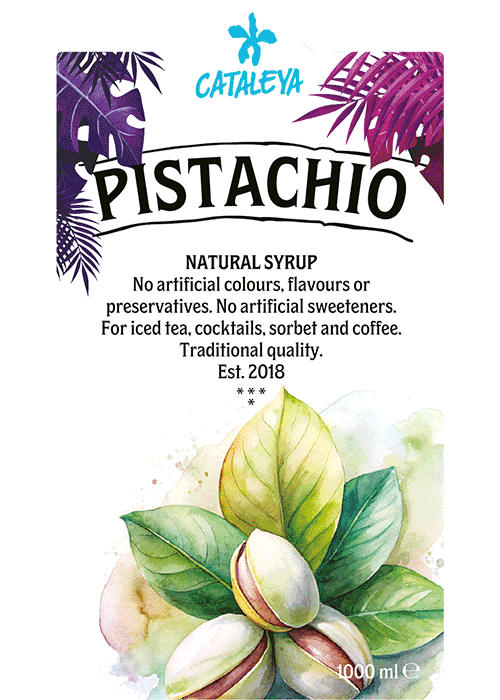 CATALEYA
PISTACHIO
NATURAL SYRUP
No artificial colours, flavours or
preservatives. No artificial sweeteners.
For iced tea, cocktails, sorbet and coffee.
Traditional quality.
Est. 2018
* * *
*
1000 ml ℮